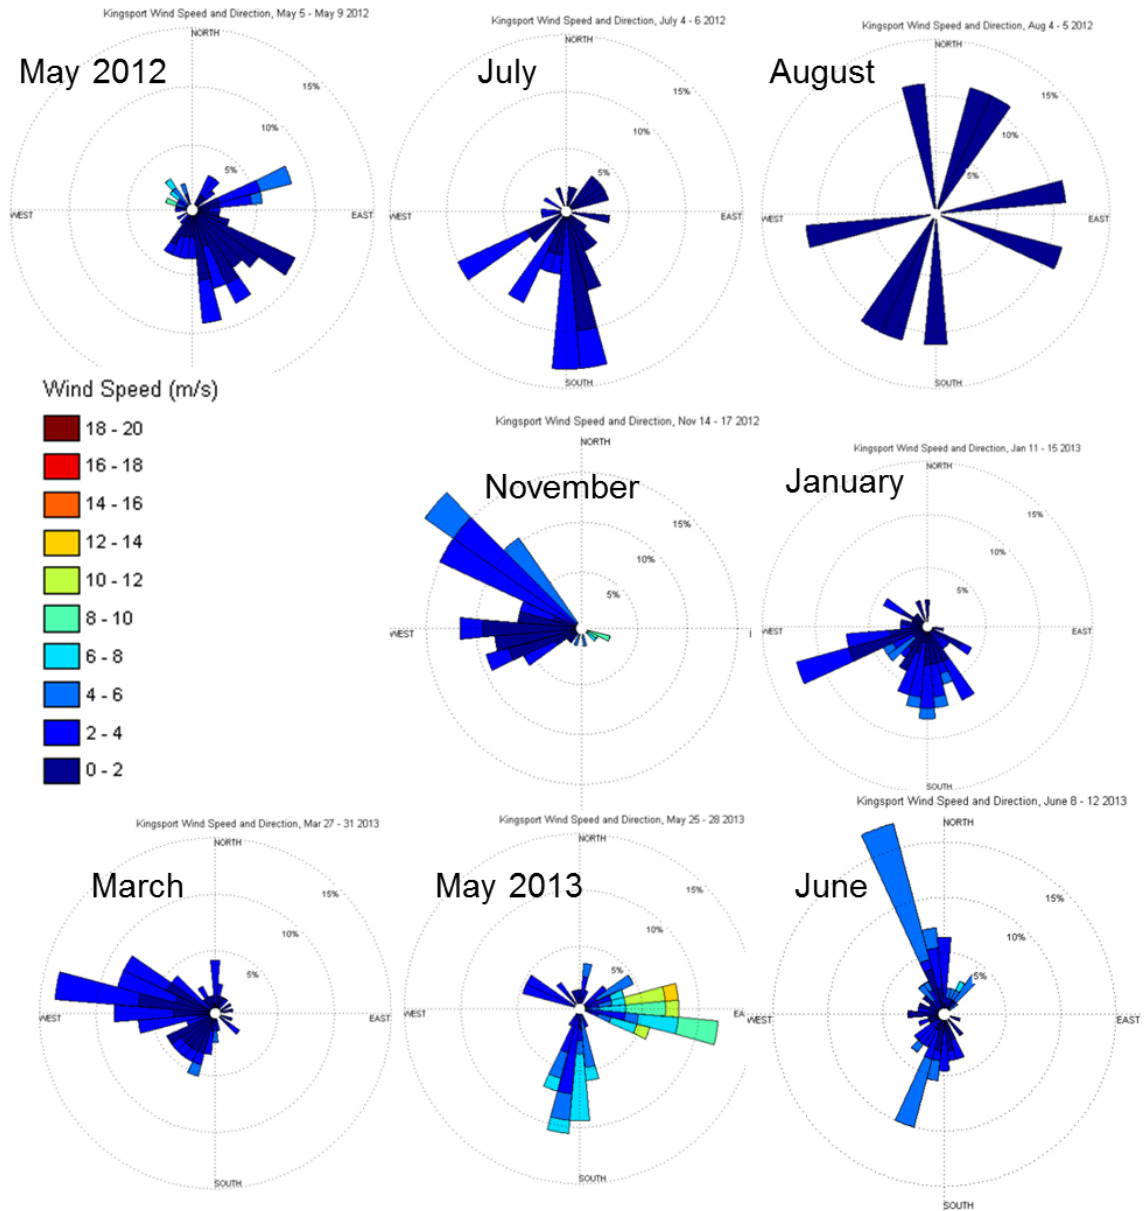 Kingsport Wind Speed and Direction, May 5 - May 9 2012
NORTH
May 2012
15%
10%
5%
WEST
EAST
Kingsport Wind Speed and Direction, July 4 - 6 2012
NORTH
July
15%
10%
5%
WEST
EAST
SOUTH
Kingsport Wind Speed and Direction, Aug 4 - 5 2012
NORTH
August
15%
10%
5%
WEST
EAST
SOUTH
Wind Speed (m/s)
18 - 20
16 - 18
14 - 16
12 - 14
10 - 12
8 - 10
6 - 8
4 - 6
2 - 4
0 - 2
Kingsport Wind Speed and Direction, Nov 14 - 17 2012
NORTH
November
15%
10%
5%
WEST
Kingsport Wind Speed and Direction, Jan 11 - 15 2013
NORTH
January
15%
10%
5%
WEST
EAST
SOUTH
Kingsport Wind Speed and Direction, Mar 27 - 31 2013
NORTH
March
15%
10%
5%
WEST
EAST
SOUTH
Kingsport Wind Speed and Direction, May 25 - 28 2013
NORTH
May 2013
15%
10%
5%
WEST
EA
SOUTH
Kingsport Wind Speed and Direction, June 8 - 12 2013
NORTH
June
15%
10%
5%
WEST
EAST
SOUTH